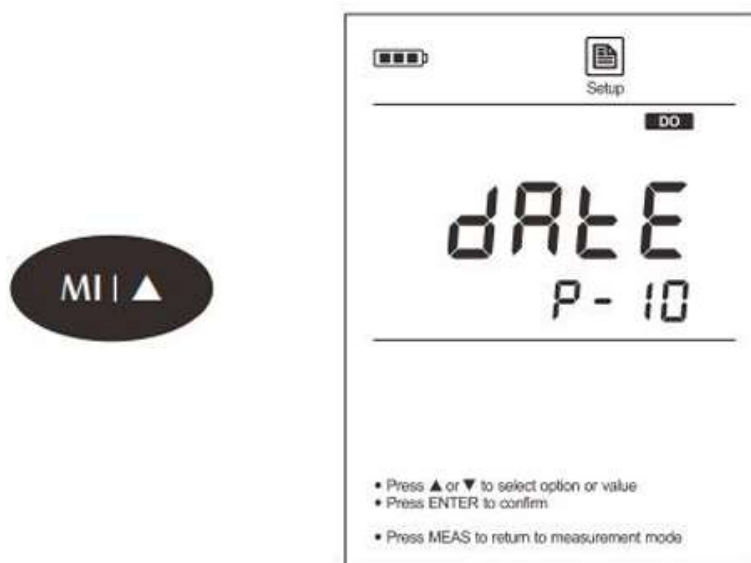 MI | ▲
Setup
DO
dAtE
P-10
• Press ▲ or ▼ to select option or value
• Press ENTER to confirm
• Press MEAS to return to measurement mode